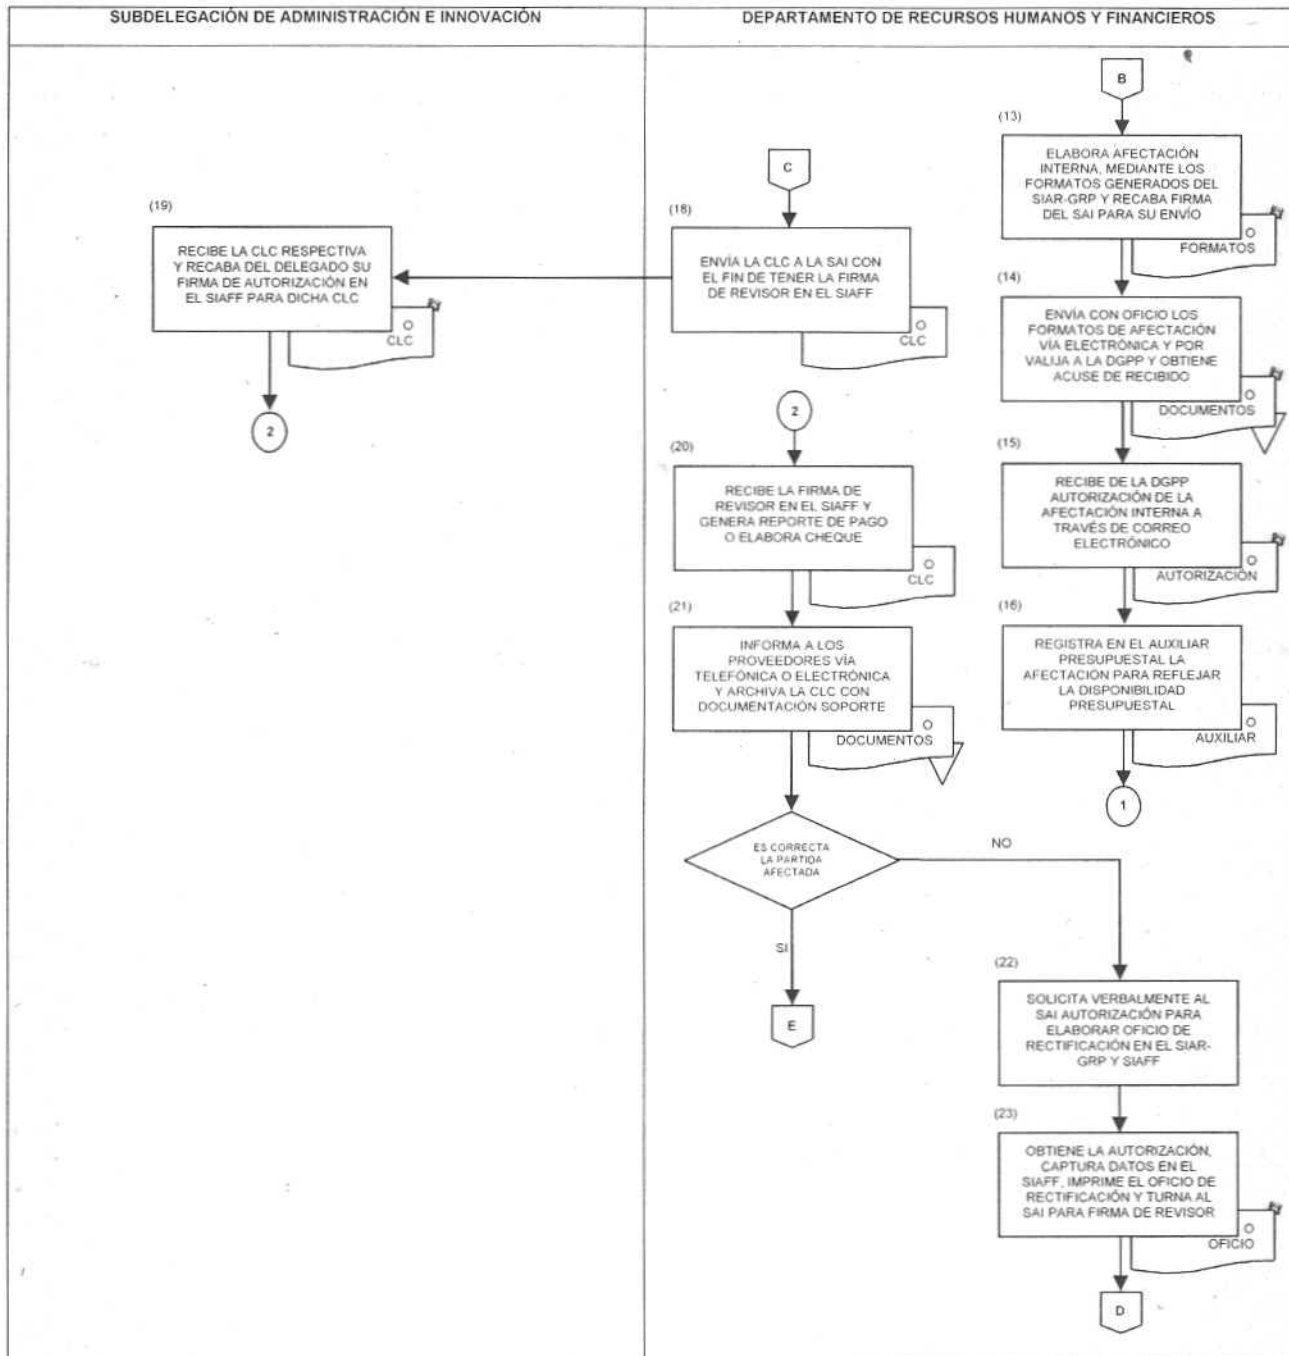 SUBDELEGACIÓN DE ADMINISTRACIÓN E INNOVACIÓN
DEPARTAMENTO DE RECURSOS HUMANOS Y FINANCIEROS
B
(13)
ELABORA AFECTACIÓN
INTERNA, MEDIANTE LOS
FORMATOS GENERADOS DEL
SIAR-GRP Y RECABA FIRMA
DEL SAI PARA SU ENVÍO
O
FORMATOS
C
(19)
RECIBE LA CLC RESPECTIVA
Y RECABA DEL DELEGADO SU
FIRMA DE AUTORIZACIÓN EN
EL SIAFF PARA DICHA CLC
O
CLC
2
(18)
ENVÍA LA CLC A LA SAI CON
EL FIN DE TENER LA FIRMA
DE REVISOR EN EL SIAFF
O
CLC
(14)
ENVÍA CON OFICIO LOS
FORMATOS DE AFECTACIÓN
VÍA ELECTRÓNICA Y POR
VALIJA A LA DGPP Y OBTIENE
ACUSE DE RECIBIDO
O
DOCUMENTOS
2
(20)
RECIBE LA FIRMA DE
REVISOR EN EL SIAFF Y
GENERA REPORTE DE PAGO
O ELABORA CHEQUE
O
CLC
(15)
RECIBE DE LA DGPP
AUTORIZACIÓN DE LA
AFECTACIÓN INTERNA A
TRAVÉS DE CORREO
ELECTRÓNICO
O
AUTORIZACIÓN
(21)
INFORMA A LOS
PROVEEDORES VÍA
TELEFÓNICA O ELECTRÓNICA
Y ARCHIVA LA CLC CON
DOCUMENTACIÓN SOPORTE
O
DOCUMENTOS
(16)
REGISTRA EN EL AUXILIAR
PRESUPUESTAL LA
AFECTACIÓN PARA REFLEJAR
LA DISPONIBILIDAD
PRESUPUESTAL
O
AUXILIAR
1
ES CORRECTA
LA PARTIDA
AFECTADA
NO
SI
E
(22)
SOLICITA VERBALMENTE AL
SAI AUTORIZACIÓN PARA
ELABORAR OFICIO DE
RECTIFICACIÓN EN EL SIAR-
GRP Y SIAFF
(23)
OBTIENE LA AUTORIZACIÓN,
CAPTURA DATOS EN EL
SIAFF, IMPRIME EL OFICIO DE
RECTIFICACIÓN Y TURNA AL
SAI PARA FIRMA DE REVISOR
O
OFICIO
D